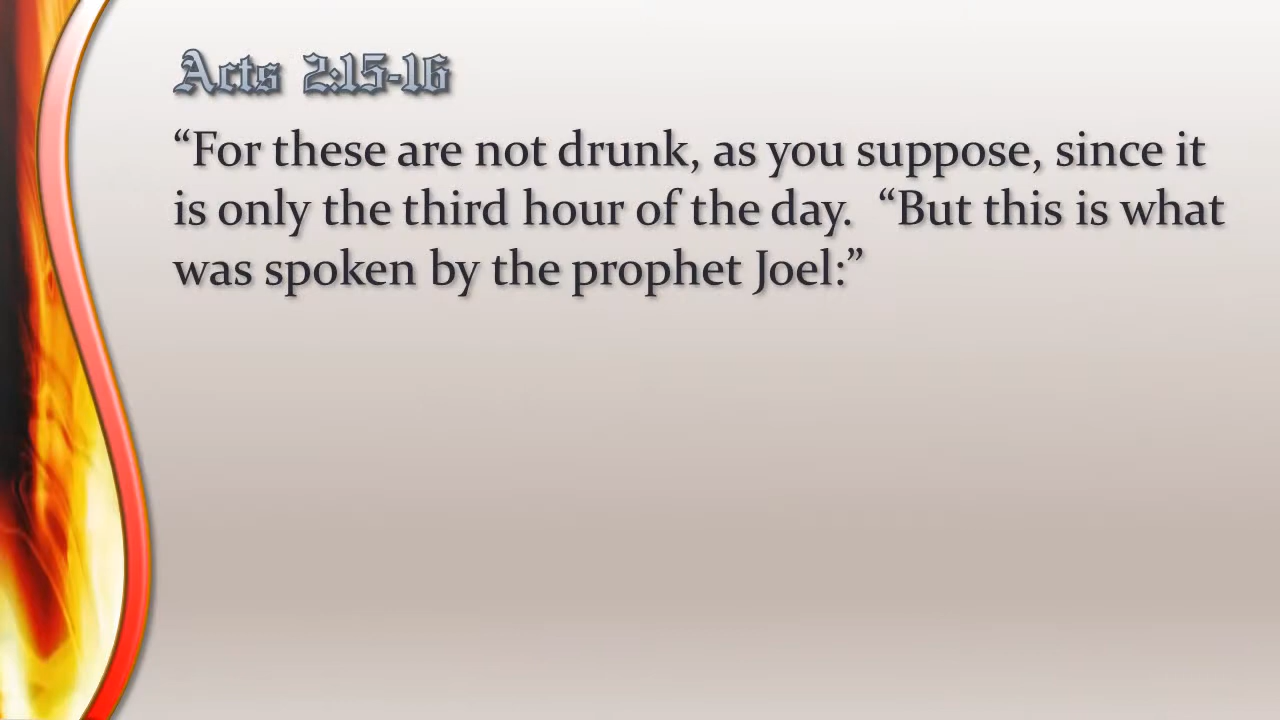 Acts 2:15-16
“For these are not drunk, as you suppose, since it
is only the third hour of the day.  “But this is what
was spoken by the prophet Joel:”